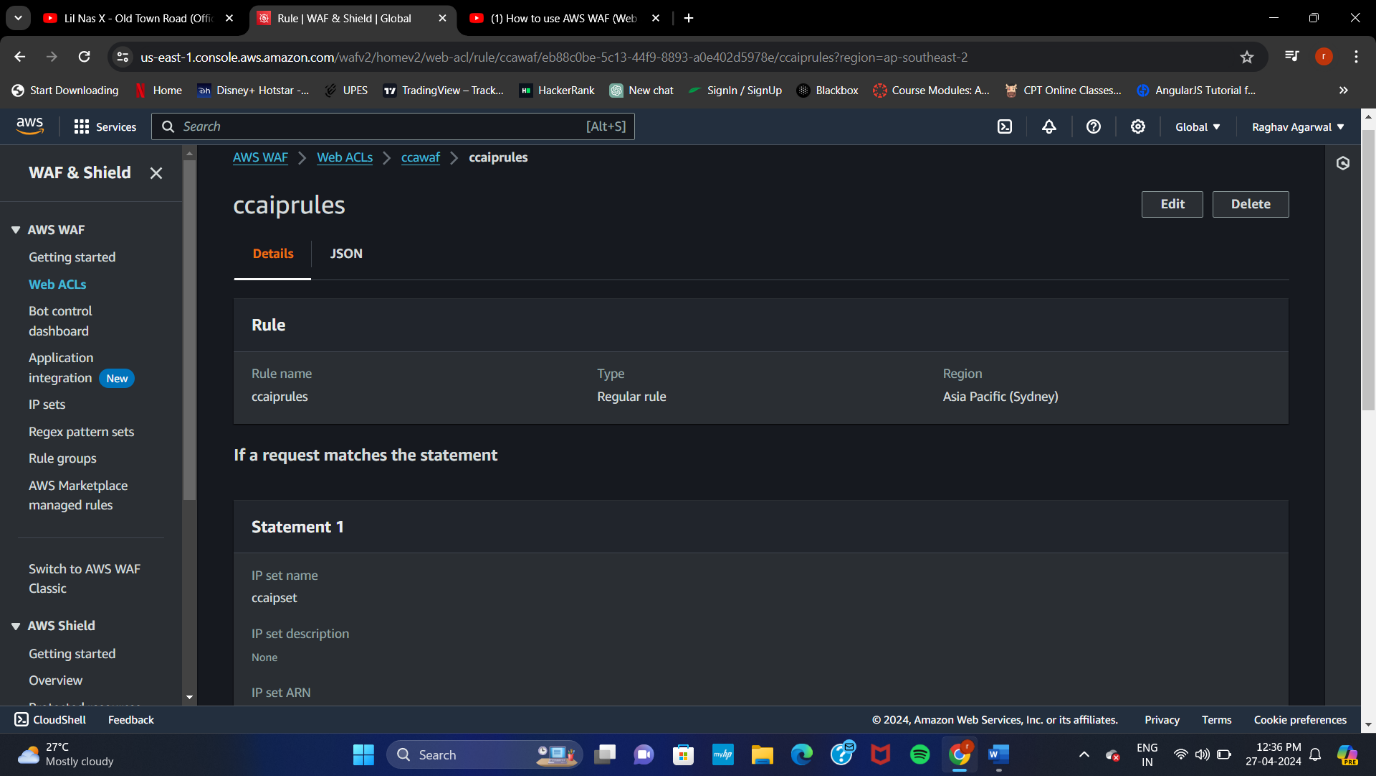 Lil Nas X - Old Town Road (Offic
Rule | WAF & Shield | Global
(1) How to use AWS WAF (Web
us-east-1.console.aws.amazon.com/wafv2/homev2/web-acl/rule/ccawaf/eb88c0be-5c13-44f9-8893-a0e402d5978e/ccaiprules?region=ap-southeast-2
r
Start Downloading
Home
Disney+ Hotstar -...
UPES
TradingView – Track...
HackerRank
New chat
SignIn / SignUp
Blackbox
Course Modules: A...
CPT Online Classes...
AngularJS Tutorial f...
aws
Services
Search
[Alt+S]
Global
Raghav Agarwal
WAF & Shield
AWS WAF
Getting started
Web ACLs
Bot control
dashboard
Application
integration New
IP sets
Regex pattern sets
Rule groups
AWS Marketplace
managed rules
Switch to AWS WAF
Classic
AWS Shield
Getting started
Overview
AWS WAF > Web ACLs > ccawaf > ccaiprules
ccaiprules
Edit
Delete
Details
JSON
Rule
Rule name
ccaiprules
Type
Regular rule
Region
Asia Pacific (Sydney)
If a request matches the statement
Statement 1
IP set name
ccaipset
IP set description
None
IP set ARN
CloudShell
Feedback
© 2024, Amazon Web Services, Inc. or its affiliates.
Privacy
Terms
Cookie preferences
27°C
Mostly cloudy
Search
ENG
IN
12:36 PM
27-04-2024